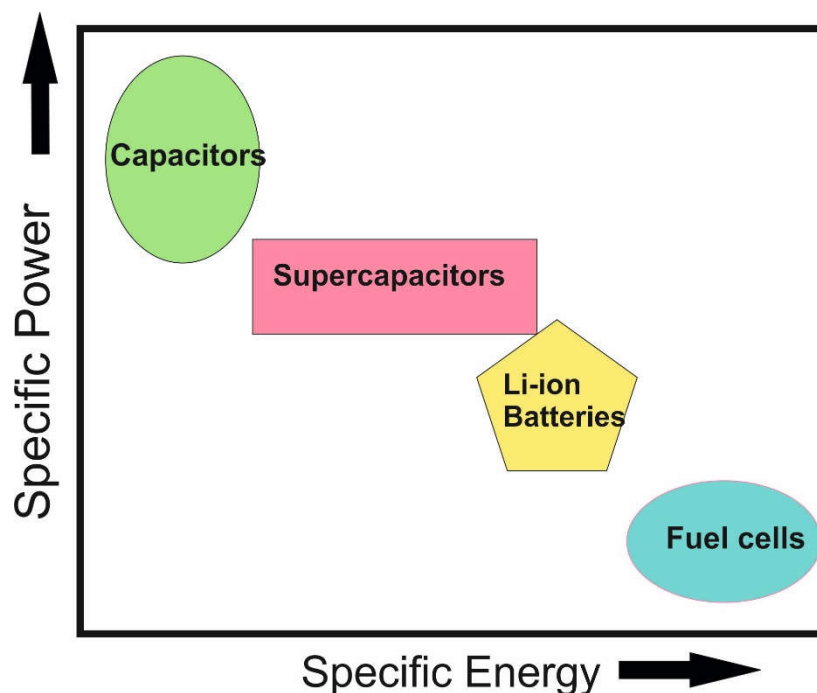 Specific Power
Capacitors
Supercapacitors
Li-ion
Batteries
Fuel cells
Specific Energy